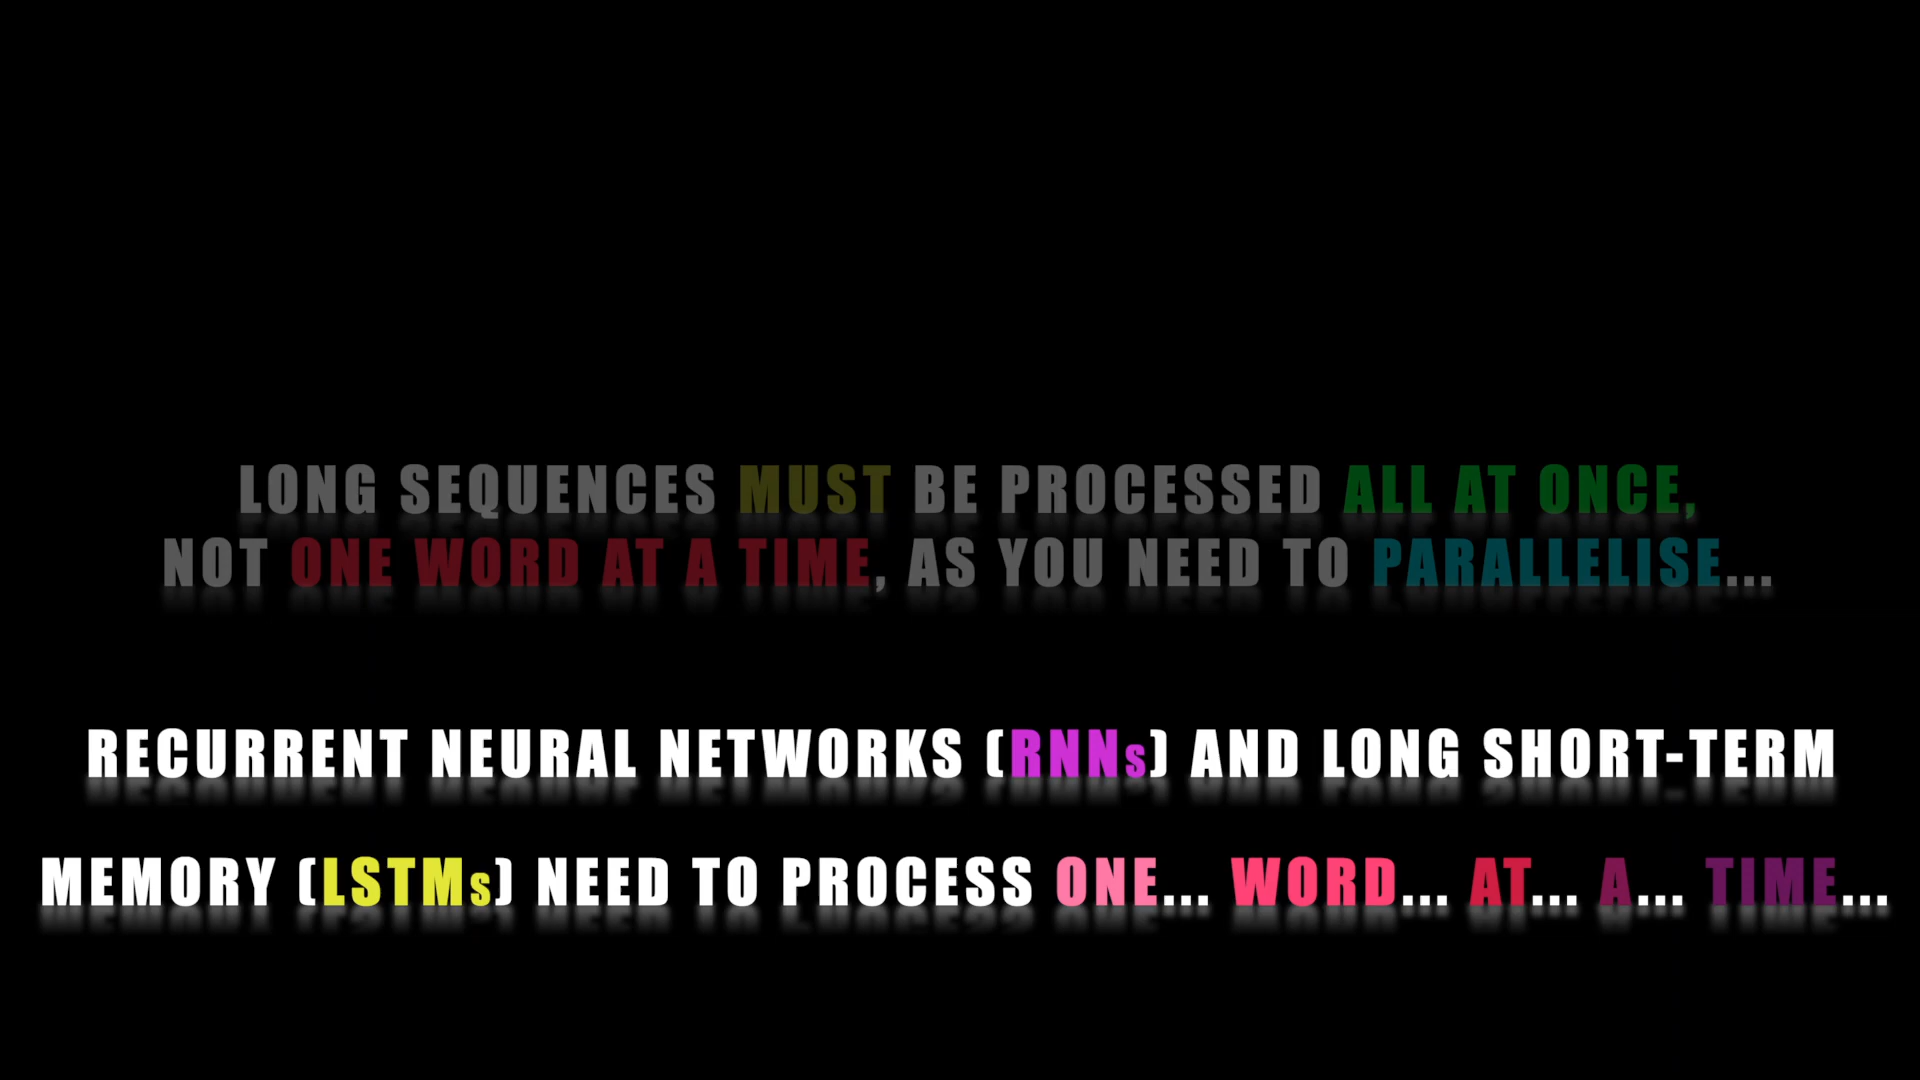 LONG SEQUENCES MUST BE PROCESSED ALL AT ONCE,
NOT ONE WORD AT A TIME, AS YOU NEED TO PARALLELISE...
RECURRENT NEURAL NETWORKS (RNNs) AND LONG SHORT-TERM
MEMORY (LSTMs) NEED TO PROCESS ONE... WORD... AT... A... TIME...